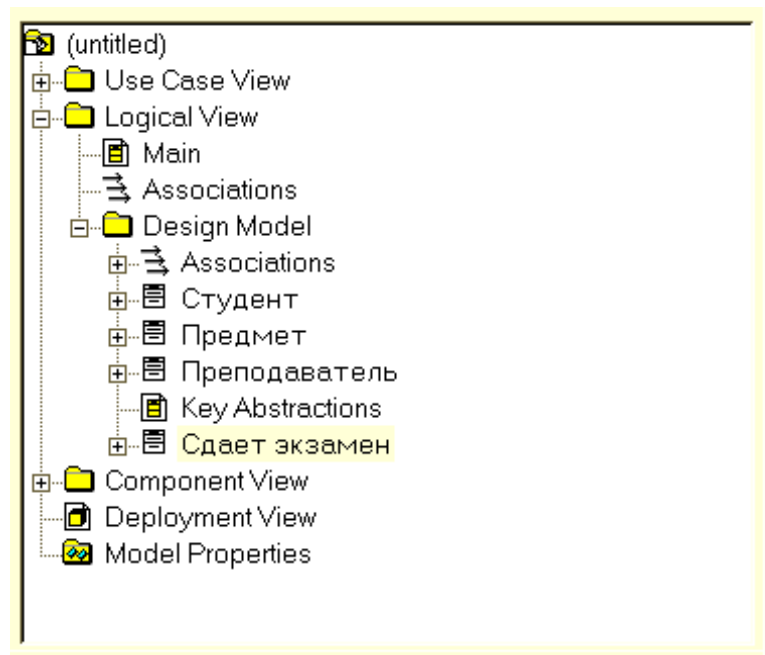 (untitled)
Use Case View
Logical View
Main
Associations
Design Model
Associations
Студент
Предмет
Преподаватель
Key Abstractions
Сдает экзамен
Component View
Deployment View
Model Properties